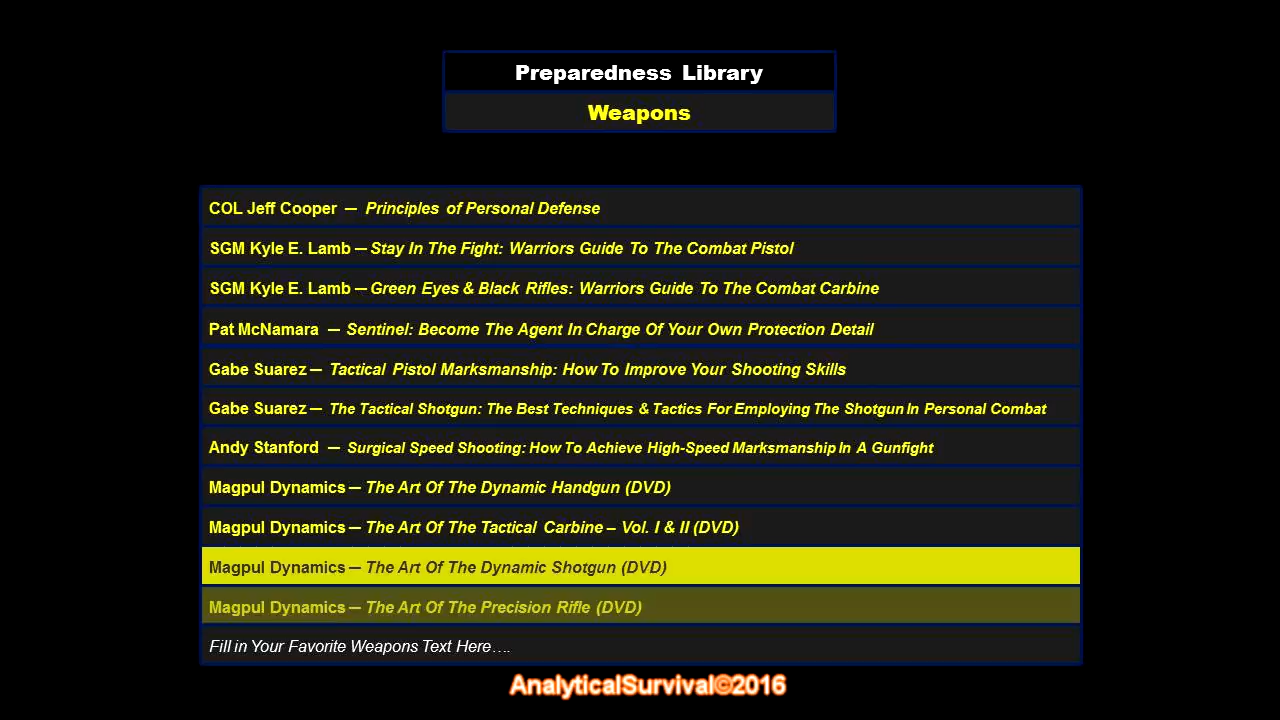 Preparedness Library
Weapons
COL Jeff Cooper — Principles of Personal Defense
SGM Kyle E. Lamb — Stay In The Fight: Warriors Guide To The Combat Pistol
SGM Kyle E. Lamb — Green Eyes & Black Rifles: Warriors Guide To The Combat Carbine
Pat McNamara — Sentinel: Become The Agent In Charge Of Your Own Protection Detail
Gabe Suarez — Tactical Pistol Marksmanship: How To Improve Your Shooting Skills
Gabe Suarez — The Tactical Shotgun: The Best Techniques & Tactics For Employing The Shotgun In Personal Combat
Andy Stanford — Surgical Speed Shooting: How To Achieve High-Speed Marksmanship In A Gunfight
Magpul Dynamics — The Art Of The Dynamic Handgun (DVD)
Magpul Dynamics — The Art Of The Tactical Carbine – Vol. I & II (DVD)
Magpul Dynamics — The Art Of The Dynamic Shotgun (DVD)
Magpul Dynamics — The Art Of The Precision Rifle (DVD)
Fill in Your Favorite Weapons Text Here….
AnalyticalSurvival©2016